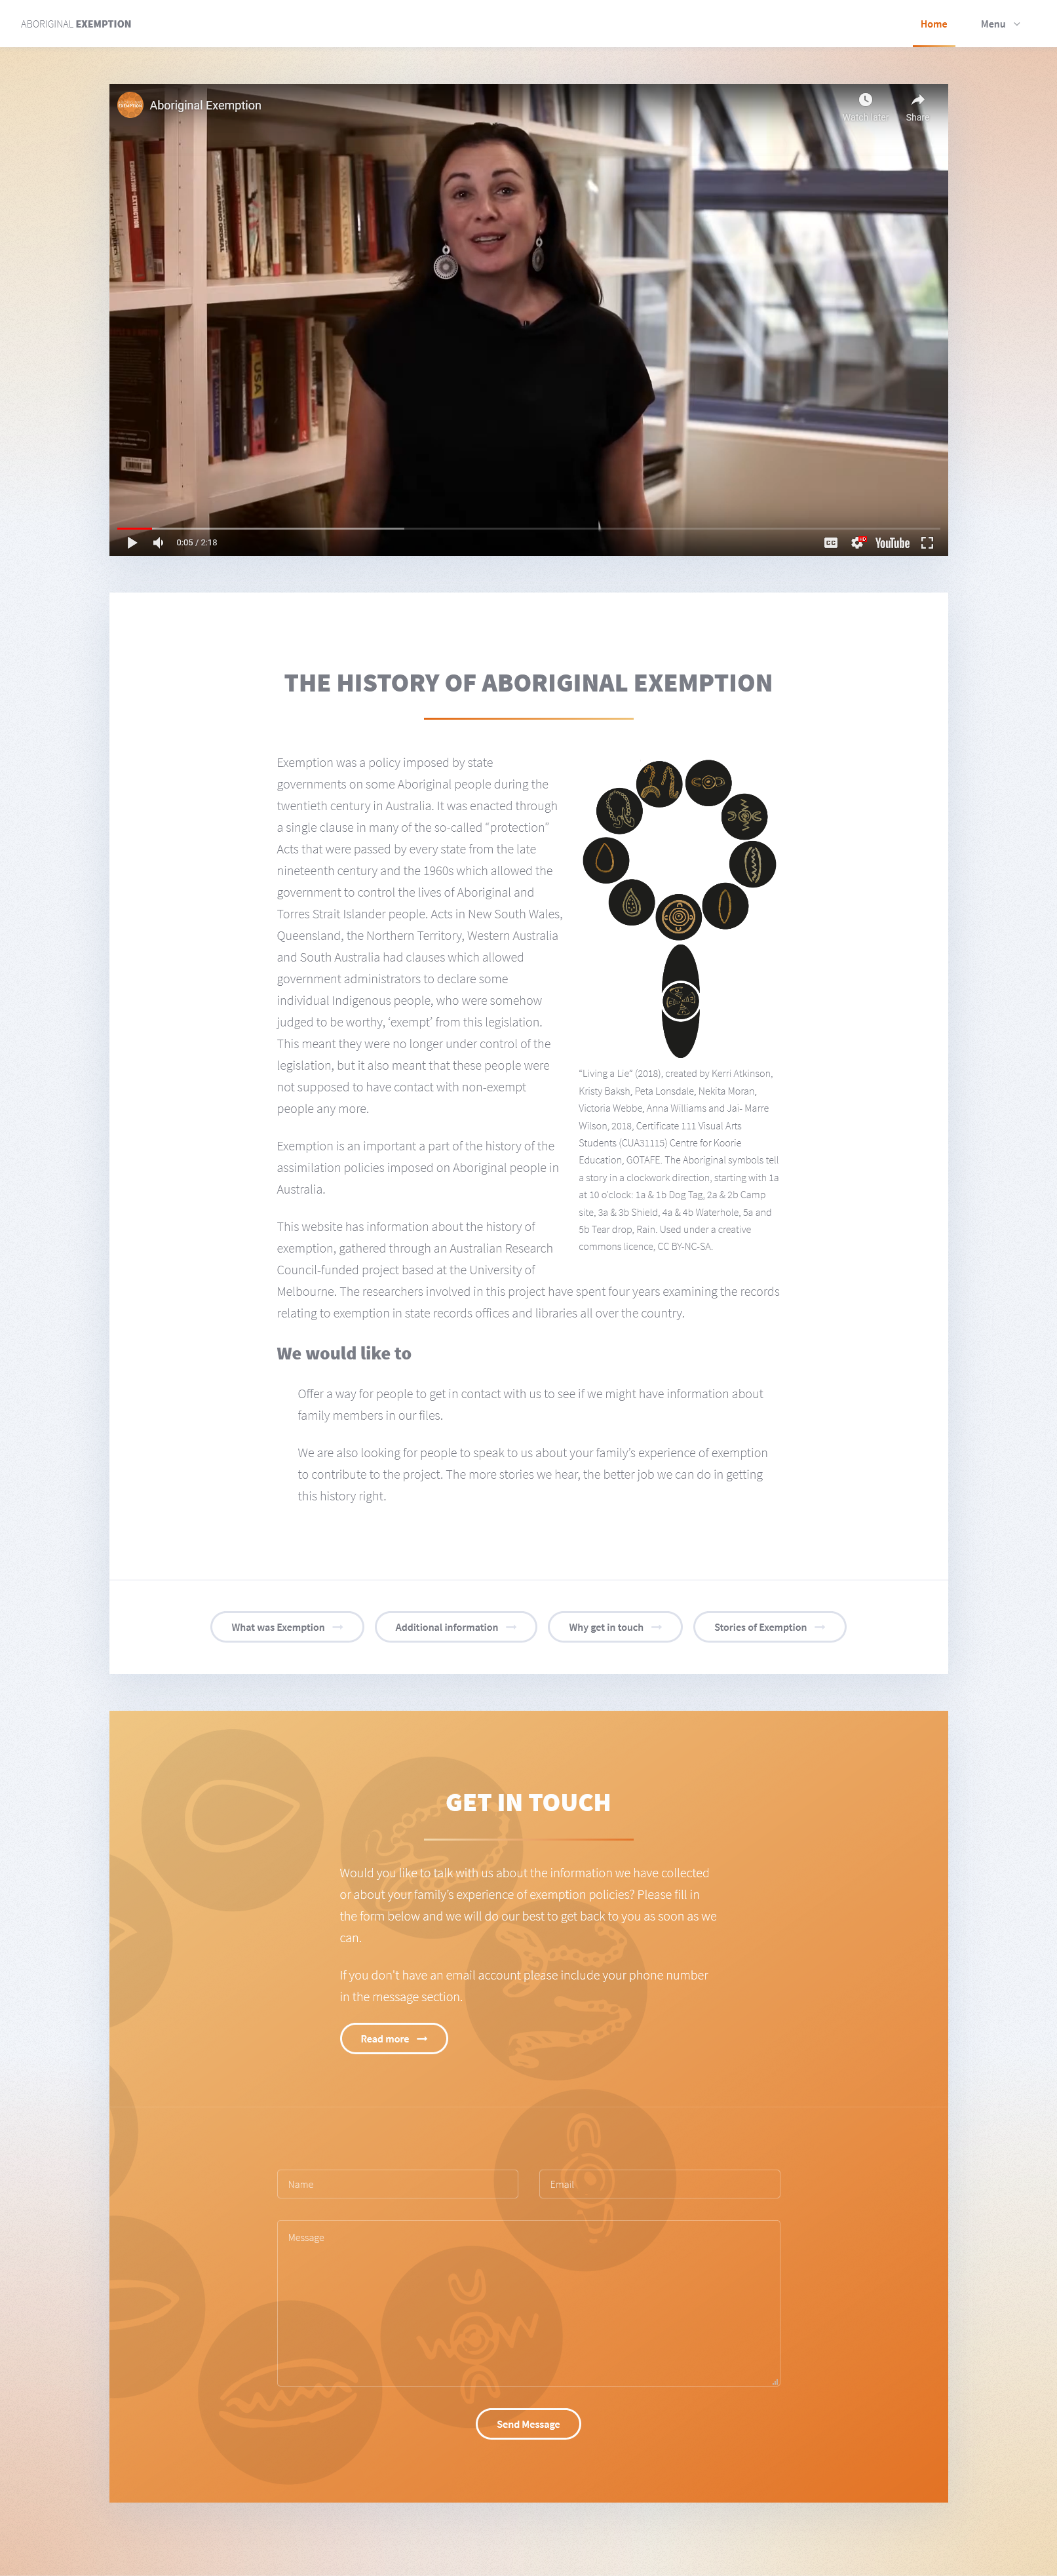 ABORIGINAL EXEMPTION
Home
Menu
Aboriginal Exemption
Watch later
Share
EDUCATION FOR EXTINCTION
USA
0:05 / 2:18
CC
HD
YouTube
THE HISTORY OF ABORIGINAL EXEMPTION
Exemption was a policy imposed by state
governments on some Aboriginal people during the
twentieth century in Australia. It was enacted through
a single clause in many of the so-called “protection”
Acts that were passed by every state from the late
nineteenth century and the 1960s which allowed the
government to control the lives of Aboriginal and
Torres Strait Islander people. Acts in New South Wales,
Queensland, the Northern Territory, Western Australia
and South Australia had clauses which allowed
government administrators to declare some
individual Indigenous people, who were somehow
judged to be worthy, ‘exempt’ from this legislation.
This meant they were no longer under control of the
legislation, but it also meant that these people were
not supposed to have contact with non-exempt
people any more.
“Living a Lie” (2018), created by Kerri Atkinson,
Kristy Baksh, Peta Lonsdale, Nekita Moran,
Victoria Webbe, Anna Williams and Jai- Marre
Wilson, 2018, Certificate 111 Visual Arts
Students (CUA31115) Centre for Koorie
Education, GOTAFE. The Aboriginal symbols tell
a story in a clockwork direction, starting with 1a
at 10 o'clock: 1a & 1b Dog Tag, 2a & 2b Camp
site, 3a & 3b Shield, 4a & 4b Waterhole, 5a and
5b Tear drop, Rain. Used under a creative
commons licence, CC BY-NC-SA.
Exemption is an important a part of the history of the
assimilation policies imposed on Aboriginal people in
Australia.
This website has information about the history of
exemption, gathered through an Australian Research
Council-funded project based at the University of
Melbourne. The researchers involved in this project have spent four years examining the records
relating to exemption in state records offices and libraries all over the country.
We would like to
Offer a way for people to get in contact with us to see if we might have information about
family members in our files.
We are also looking for people to speak to us about your family’s experience of exemption
to contribute to the project. The more stories we hear, the better job we can do in getting
this history right.
What was Exemption
Additional information
Why get in touch
Stories of Exemption
GET IN TOUCH
Would you like to talk with us about the information we have collected
or about your family’s experience of exemption policies? Please fill in
the form below and we will do our best to get back to you as soon as we
can.
If you don’t have an email account please include your phone number
in the message section.
Read more
Name
Email
Message
Send Message